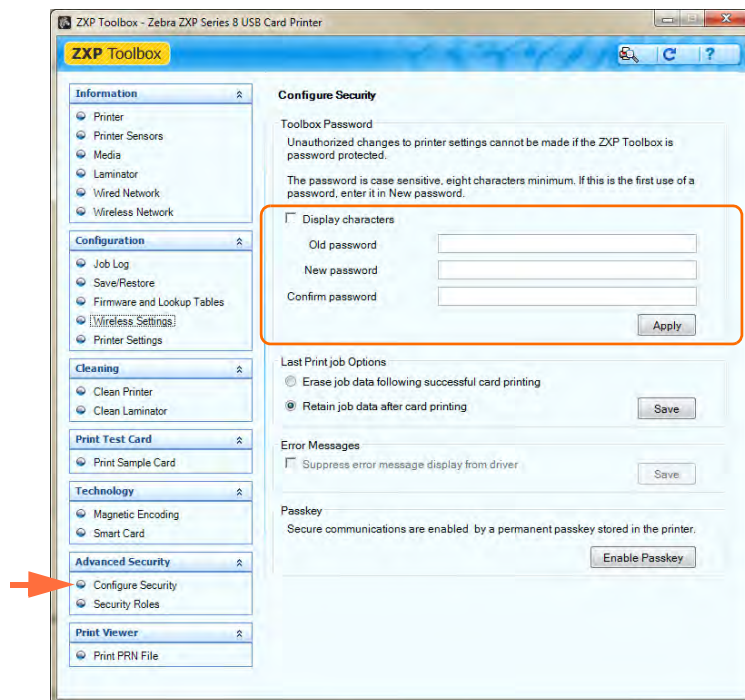 ZXP Toolbox - Zebra ZXP Series 8 USB Card Printer
ZXP Toolbox
?
Information
Printer
Printer Sensors
Media
Laminator
Wired Network
Wireless Network
Configuration
Job Log
Save/Restore
Firmware and Lookup Tables
Wireless Settings
Printer Settings
Cleaning
Clean Printer
Clean Laminator
Print Test Card
Print Sample Card
Technology
Magnetic Encoding
Smart Card
Advanced Security
Configure Security
Security Roles
Print Viewer
Print PRN File
Configure Security
Toolbox Password
Unauthorized changes to printer settings cannot be made if the ZXP Toolbox is
password protected.
The password is case sensitive, eight characters minimum. If this is the first use of a
password, enter it in New password.
Display characters
Old password
New password
Confirm password
Apply
Last Print job Options
Erase job data following successful card printing
Retain job data after card printing
Save
Error Messages
Suppress error message display from driver
Save
Passkey
Secure communications are enabled by a permanent passkey stored in the printer.
Enable Passkey